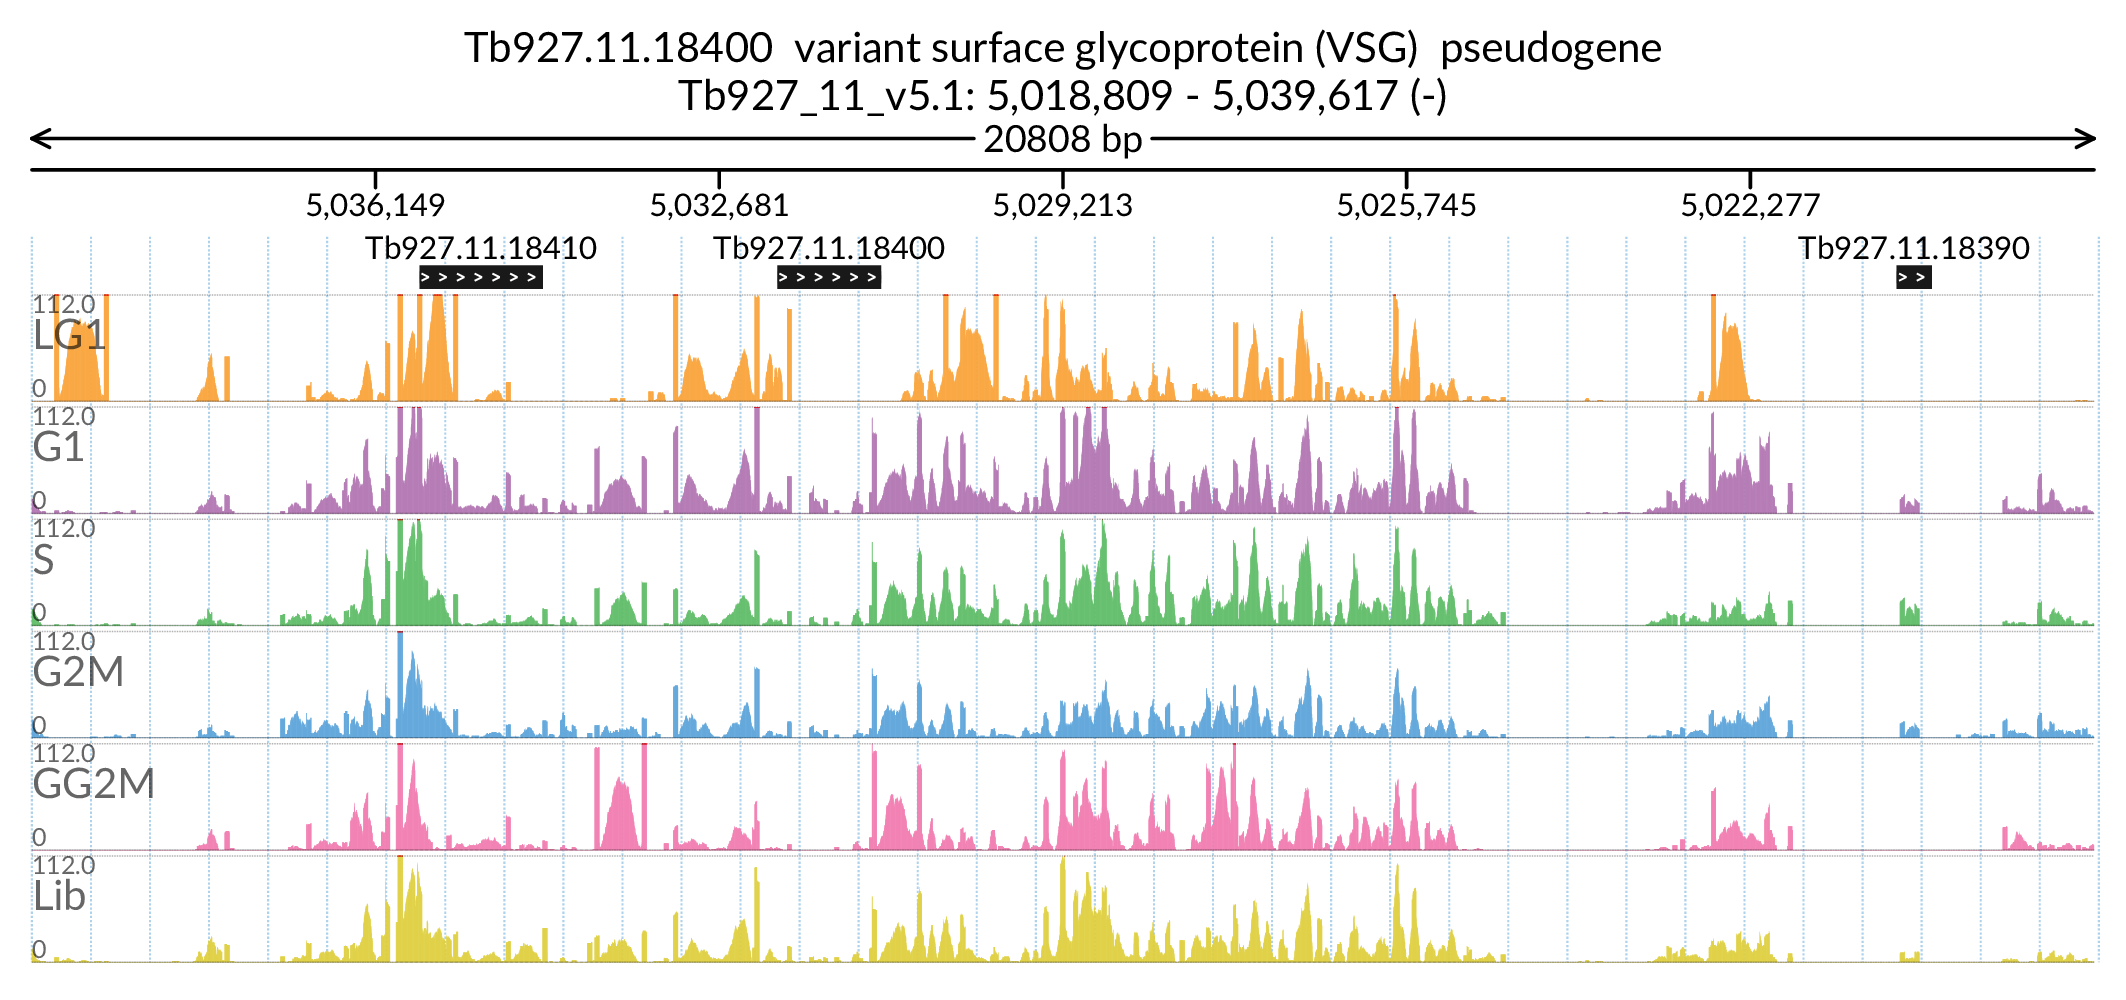 Tb927.11.18400 variant surface glycoprotein (VSG) pseudogene
Tb927_11_v5.1: 5,018,809 - 5,039,617 (-)
20808 bp
5,036,149 5,032,681 5,029,213 5,025,745 5,022,277
Tb927.11.18410 Tb927.11.18400 Tb927.11.18390
> > > > > > > > > > > > > > >
112.0
LG1
0
112.0
G1
0
112.0
S
0
112.0
G2M
0
112.0
GG2M
0
112.0
Lib
0